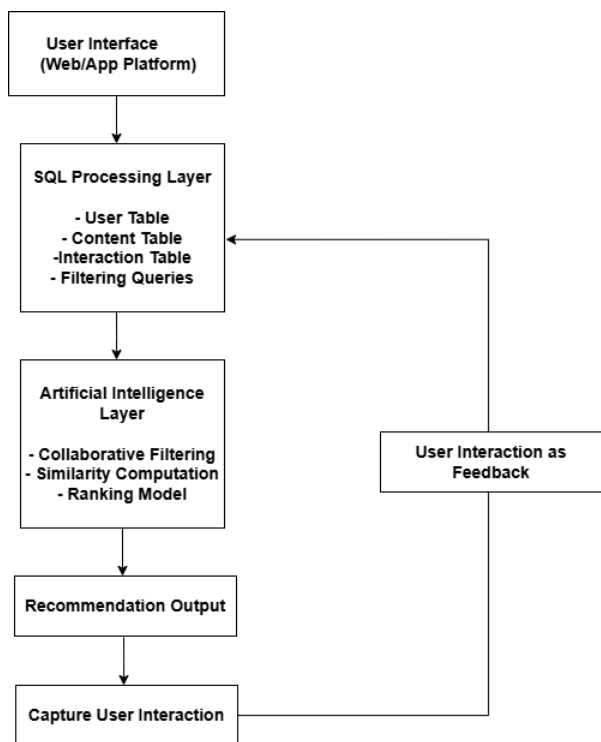 User Interface
(Web/App Platform)
SQL Processing Layer
- User Table
- Content Table
-Interaction Table
- Filtering Queries
Artificial Intelligence
Layer
- Collaborative Filtering
- Similarity Computation
- Ranking Model
User Interaction as
Feedback
Recommendation Output
Capture User Interaction